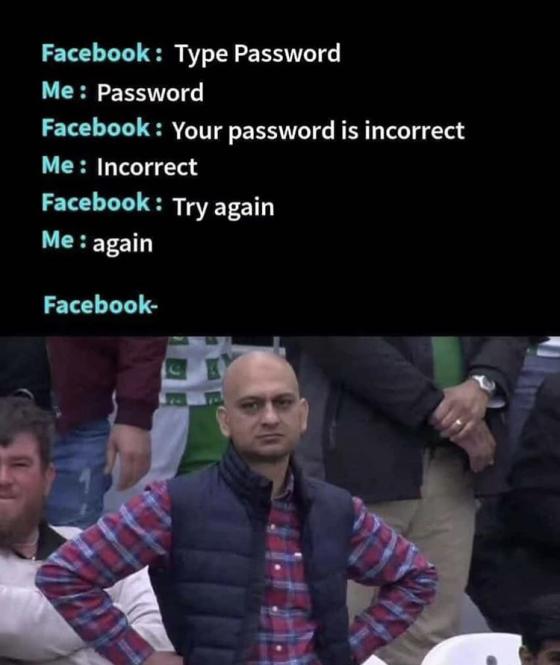 Facebook : Type Password
Me : Password
Facebook : Your password is incorrect
Me : Incorrect
Facebook : Try again
Me : again
Facebook-